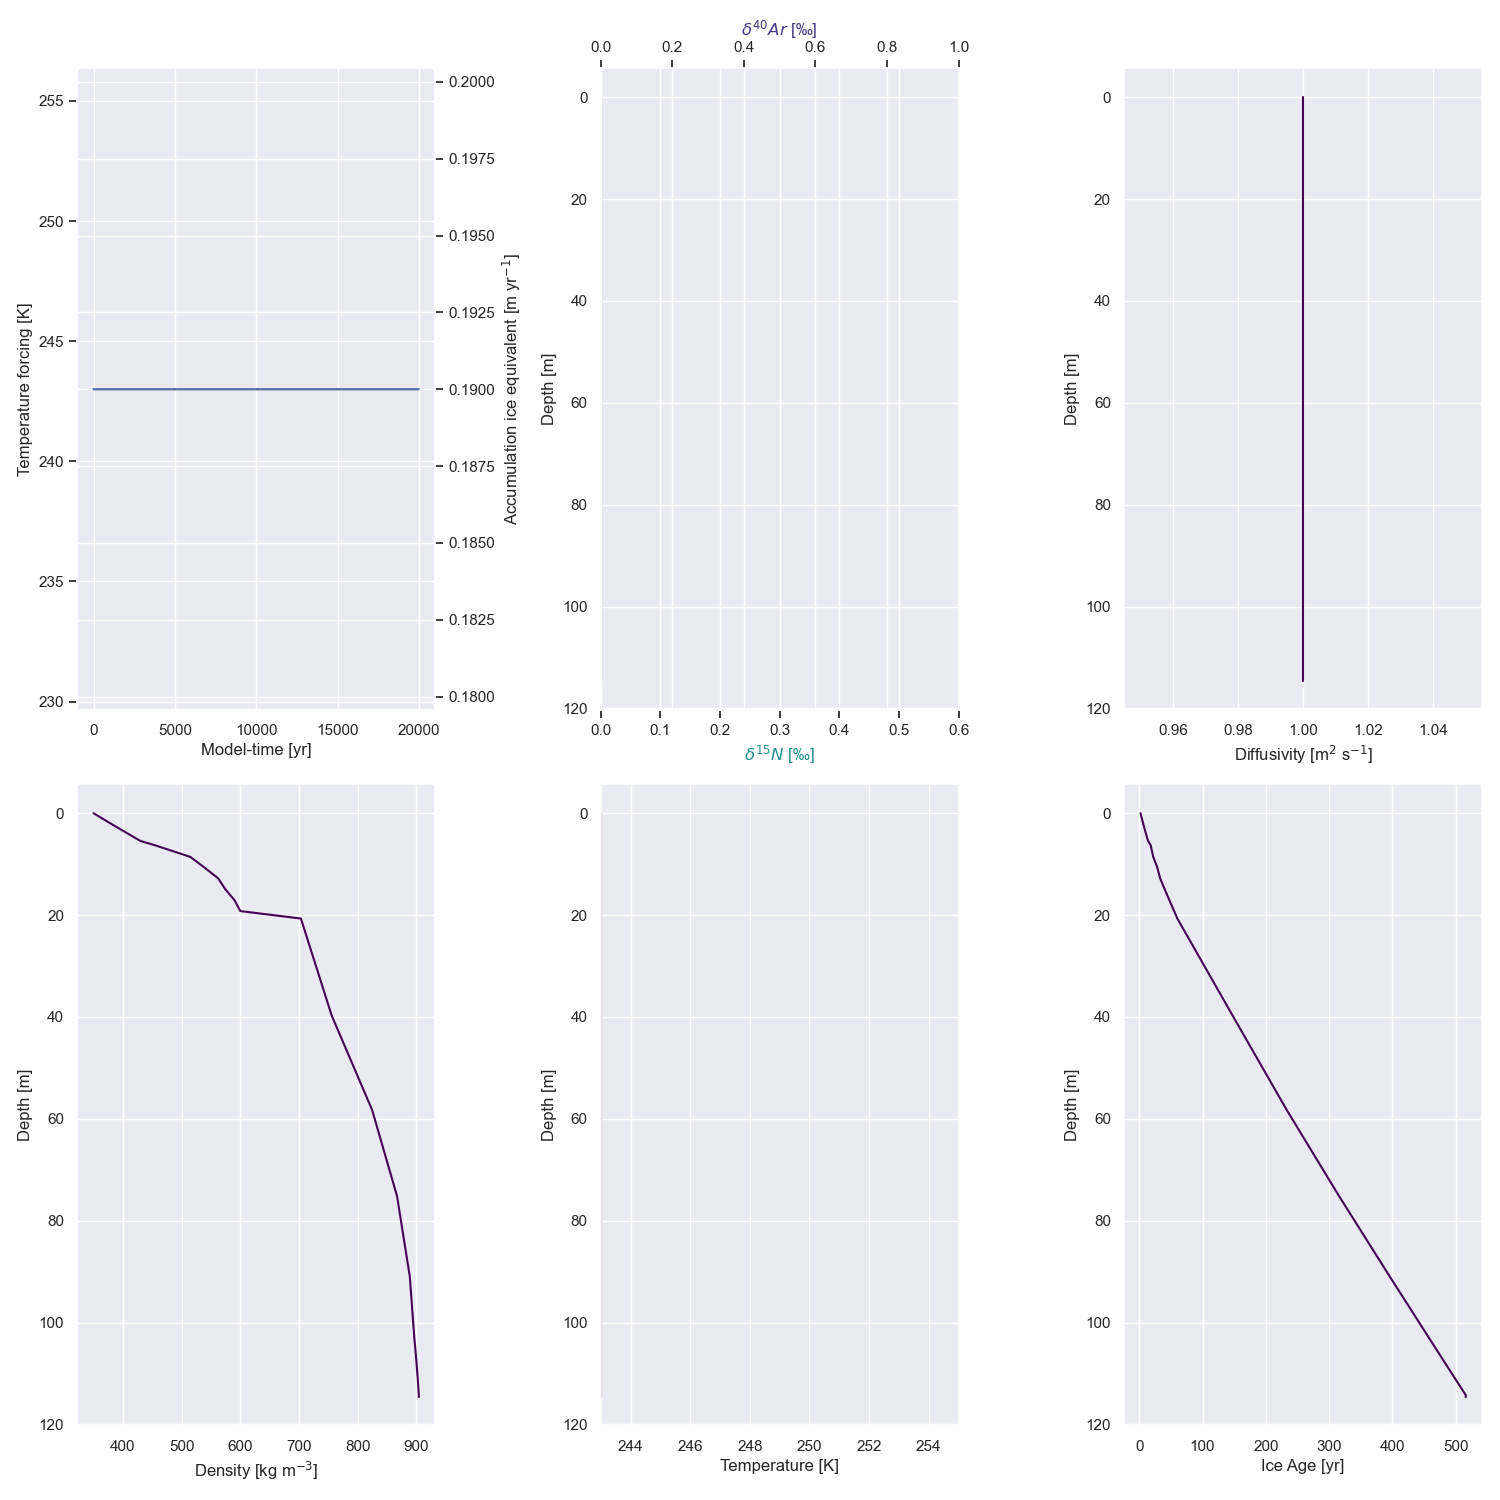 δ⁴⁰Ar [‰]
0.0 0.2 0.4 0.6 0.8 1.0
Temperature forcing [K]
255
250
245
240
235
230
0 5000 10000 15000 20000
Model-time [yr]
0.2000
0.1975
0.1950
0.1925
0.1900
0.1875
0.1850
0.1825
0.1800
Accumulation ice equivalent [m yr⁻¹]
Depth [m]
0
20
40
60
80
100
120
0.0 0.1 0.2 0.3 0.4 0.5 0.6
δ¹⁵N [‰]
Depth [m]
0
20
40
60
80
100
120
0.96 0.98 1.00 1.02 1.04
Diffusivity [m² s⁻¹]
Depth [m]
0
20
40
60
80
100
120
400 500 600 700 800 900
Density [kg m⁻³]
Depth [m]
0
20
40
60
80
100
120
244 246 248 250 252 254
Temperature [K]
Depth [m]
0
20
40
60
80
100
120
0 100 200 300 400 500
Ice Age [yr]